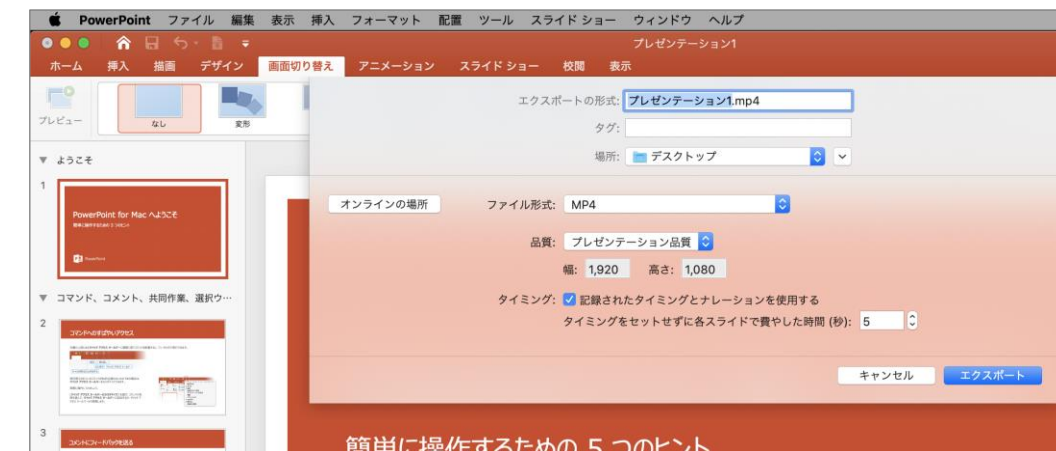 PowerPoint ファイル 編集 表示 挿入 フォーマット 配置 ツール スライド ショー ウィンドウ ヘルプ
プレゼンテーション1
ホーム 挿入 描画 デザイン 画面切り替え アニメーション スライド ショー 校閲 表示
プレビュー
なし
変形
エクスポートの形式: プレゼンテーション1.mp4
タグ:
場所: デスクトップ
オンラインの場所
ファイル形式: MP4
品質: プレゼンテーション品質
幅: 1,920 高さ: 1,080
タイミング: 記録されたタイミングとナレーションを使用する
タイミングをセットせずに各スライドで費やした時間 (秒): 5
キャンセル エクスポート
ようこそ
1
PowerPoint for Mac へようこそ
コマンド、コメント、共同作業、選択ウ…
2
コマンドへのすばやいアクセス
3
コメントにフィードバックを送る
簡単に操作するための 5 つのヒント